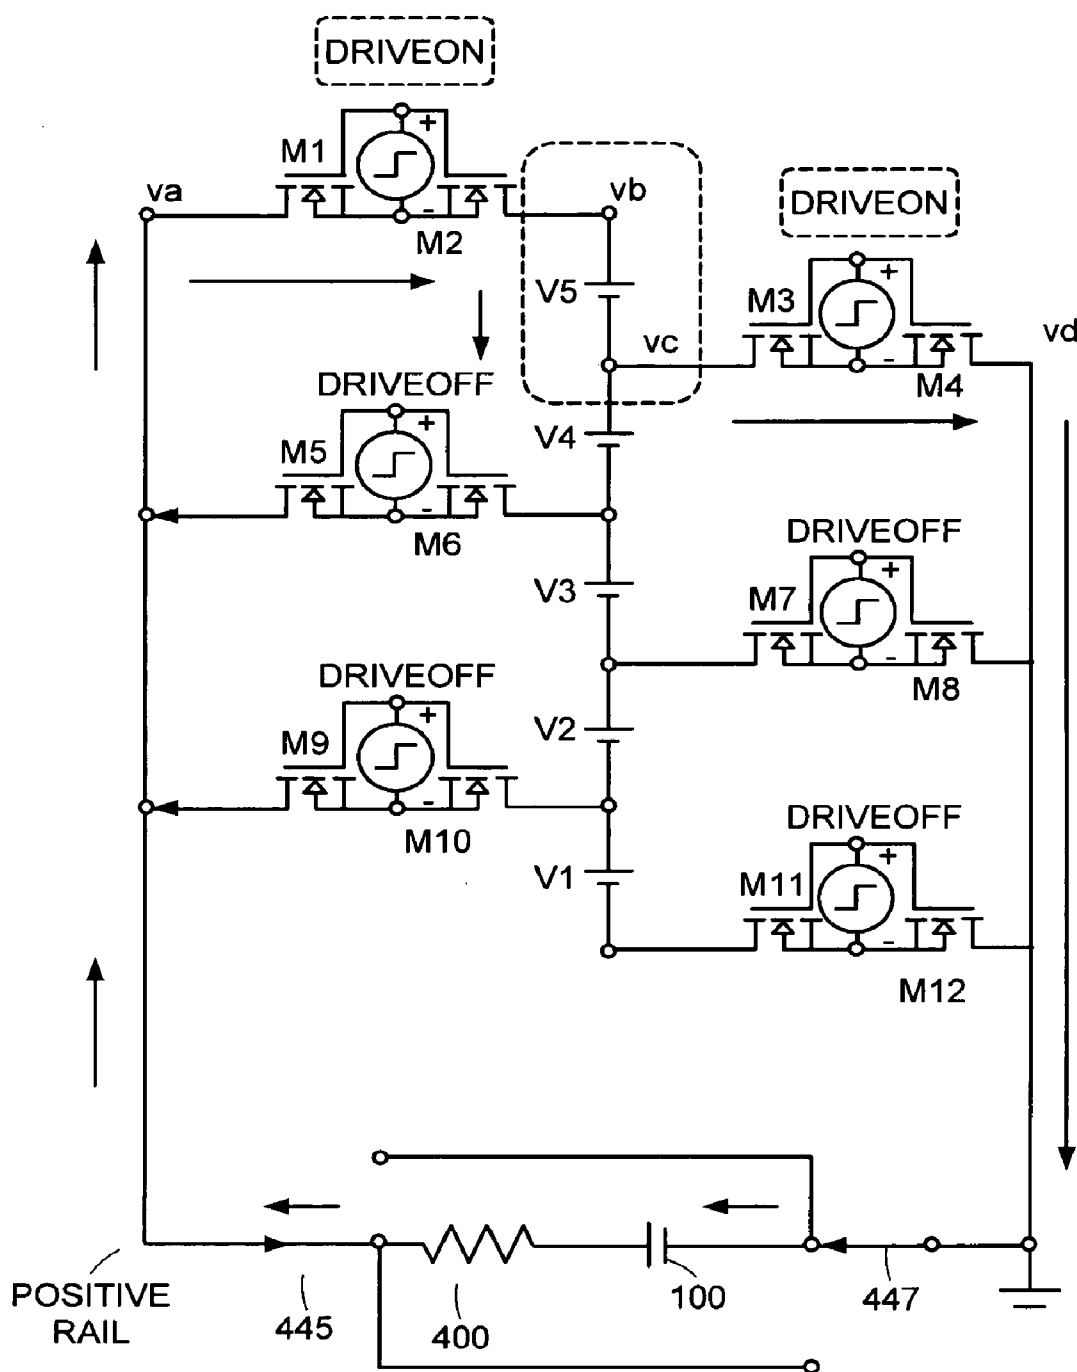 DRIVEON
M1
+
va
-
M2
vb
DRIVEON
V5
M3
+
vd
vc
-
M4
DRIVEOFF
+
V4
M5
-
M6
DRIVEOFF
V3
M7
+
-
M8
DRIVEOFF
+
V2
M9
-
M10
DRIVEOFF
V1
M11
+
-
M12
POSITIVE
RAIL
445
400
100
447